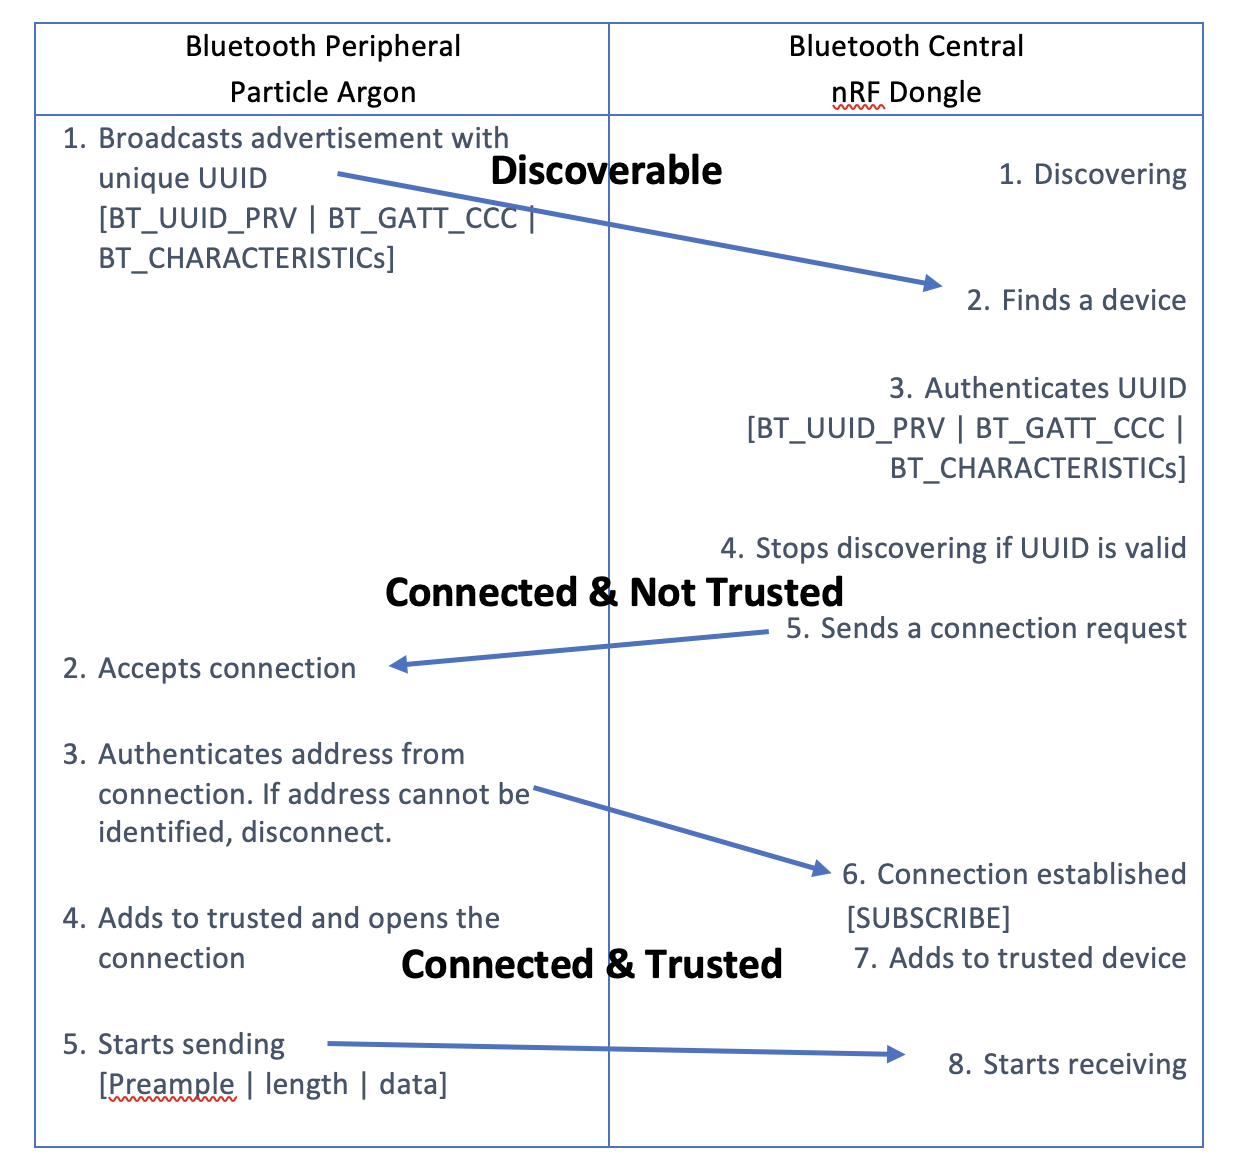 Bluetooth Peripheral
Particle Argon
Bluetooth Central
nRF Dongle
1. Broadcasts advertisement with
unique UUID
[BT_UUID_PRV | BT_GATT_CCC |
BT_CHARACTERISTICs]
Discoverable
1. Discovering
2. Finds a device
3. Authenticates UUID
[BT_UUID_PRV | BT_GATT_CCC |
BT_CHARACTERISTICs]
4. Stops discovering if UUID is valid
Connected & Not Trusted
5. Sends a connection request
2. Accepts connection
3. Authenticates address from
connection. If address cannot be
identified, disconnect.
6. Connection established
[SUBSCRIBE]
4. Adds to trusted and opens the
connection
Connected & Trusted
7. Adds to trusted device
5. Starts sending
[Preample | length | data]
8. Starts receiving